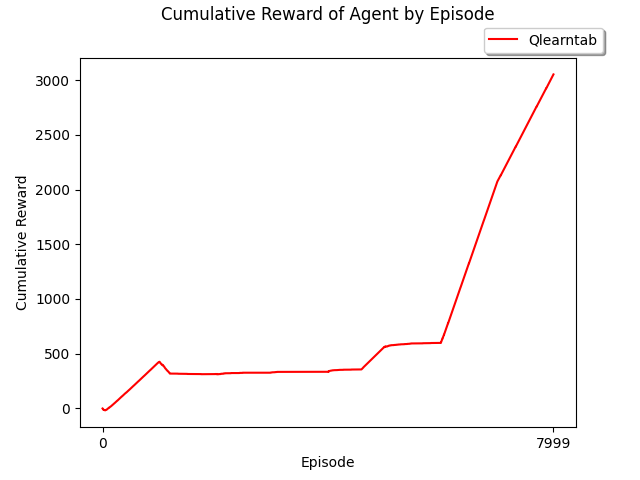 Cumulative Reward of Agent by Episode
Qlearntab
3000
2500
2000
1500
1000
500
0
Cumulative Reward
0
7999
Episode